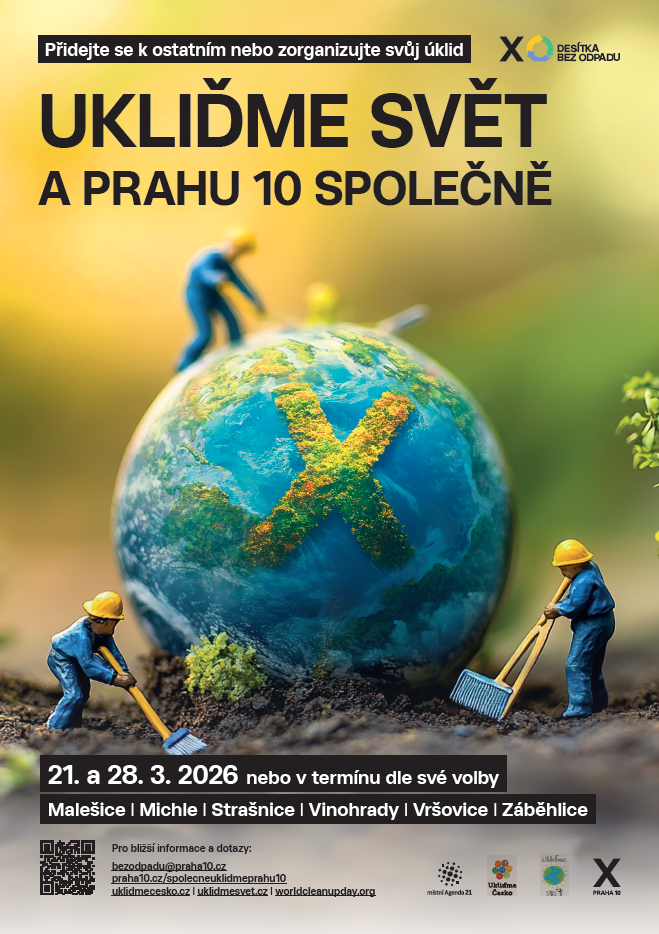 Přidejte se k ostatním nebo zorganizujte svůj úklid
X DESÍTKA
BEZ ODPADU
UKLIĎME SVĚT
A PRAHU 10 SPOLEČNĚ
21. a 28. 3. 2026 nebo v termínu dle své volby
Malešice | Michle | Strašnice | Vinohrady | Vršovice | Záběhlice
Pro bližší informace a dotazy:
bezodpadu@praha10.cz
praha10.cz/spolecneuklidmeprahu10
uklidmecesko.cz | uklidmesvet.cz | worldcleanupday.org
místní Agenda 21
Ukliďme
Česko
Ukliďme
svět
X
PRAHA 10